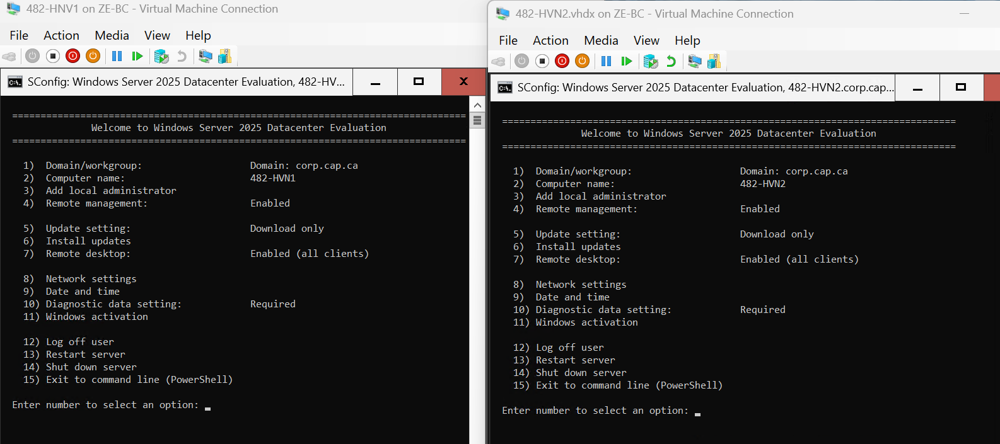 482-HNV1 on ZE-BC - Virtual Machine Connection
File Action Media View Help
SConfig: Windows Server 2025 Datacenter Evaluation, 482-HV...
================================================================================
Welcome to Windows Server 2025 Datacenter Evaluation
================================================================================
1) Domain/workgroup: Domain: corp.cap.ca
2) Computer name: 482-HVN1
3) Add local administrator
4) Remote management: Enabled
5) Update setting: Download only
6) Install updates
7) Remote desktop: Enabled (all clients)
8) Network settings
9) Date and time
10) Diagnostic data setting: Required
11) Windows activation
12) Log off user
13) Restart server
14) Shut down server
15) Exit to command line (PowerShell)
Enter number to select an option:
482-HVN2.vhdx on ZE-BC - Virtual Machine Connection
File Action Media View Help
SConfig: Windows Server 2025 Datacenter Evaluation, 482-HVN2.corp.cap...
================================================================================
Welcome to Windows Server 2025 Datacenter Evaluation
================================================================================
1) Domain/workgroup: Domain: corp.cap.ca
2) Computer name: 482-HVN2
3) Add local administrator
4) Remote management: Enabled
5) Update setting: Download only
6) Install updates
7) Remote desktop: Enabled (all clients)
8) Network settings
9) Date and time
10) Diagnostic data setting: Required
11) Windows activation
12) Log off user
13) Restart server
14) Shut down server
15) Exit to command line (PowerShell)
Enter number to select an option: